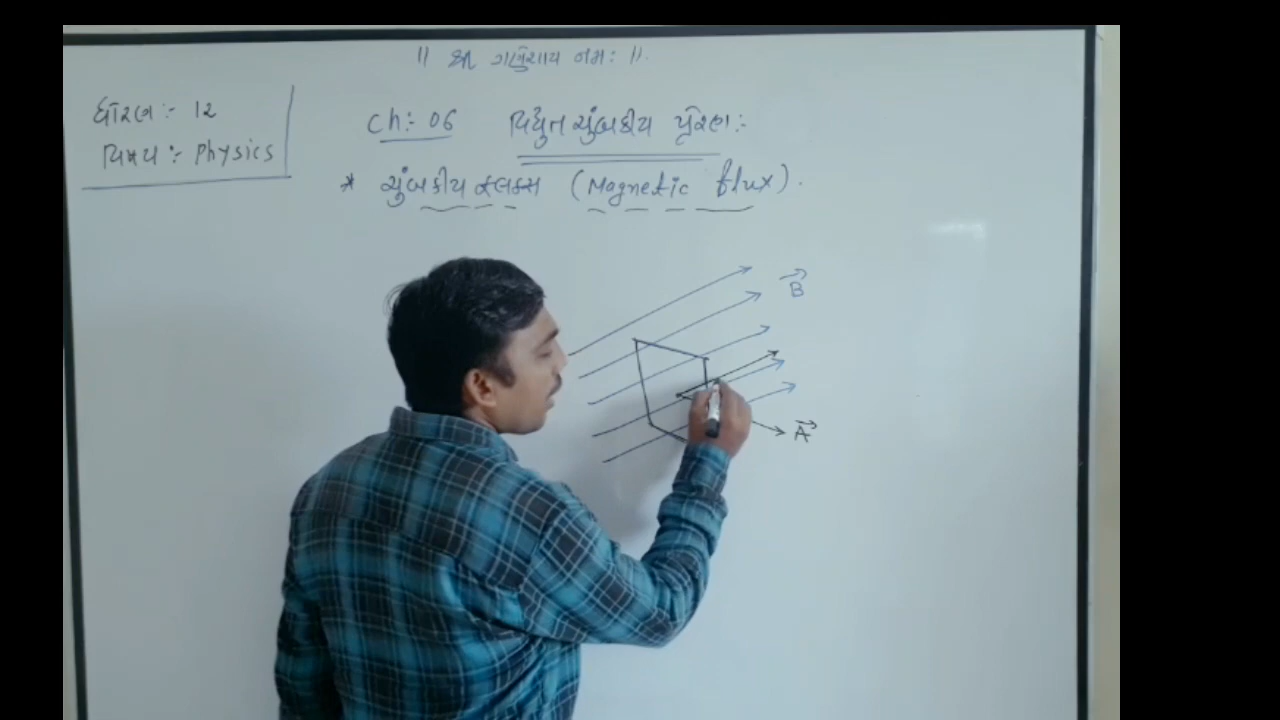 ॥ શ્રી ગણેશાય નમઃ ॥.
ધોરણ :- 12
વિષય :- Physics
Ch:- 06 વિદ્યુત ચુંબકીય પ્રેરણ :-
* ચુંબકીય ફ્લક્સ (Magnetic flux).
B
A